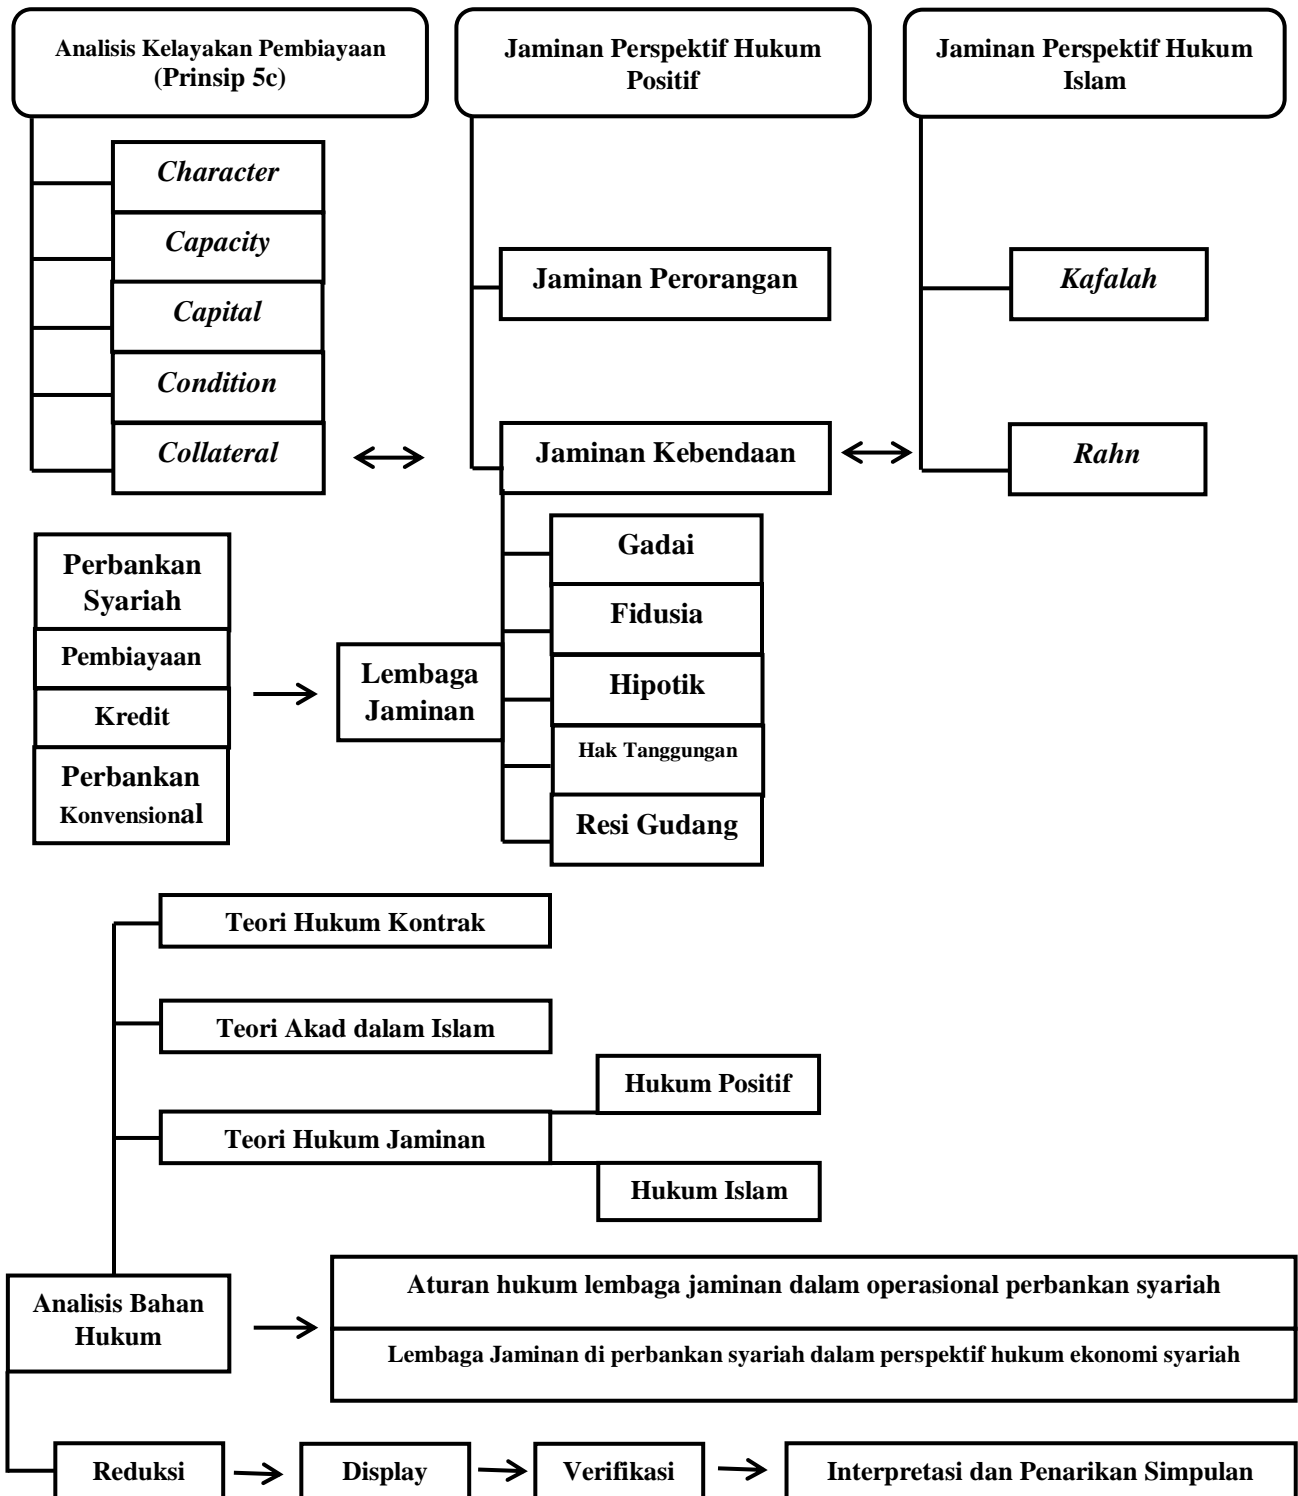 Analisis Kelayakan Pembiayaan
(Prinsip 5c)
Jaminan Perspektif Hukum
Positif
Jaminan Perspektif Hukum
Islam
Character
Capacity
Capital
Condition
Collateral
Jaminan Perorangan
Jaminan Kebendaan
Kafalah
Rahn
Gadai
Fidusia
Hipotik
Hak Tanggungan
Resi Gudang
Perbankan
Syariah
Pembiayaan
Kredit
Perbankan
Konvensional
Lembaga
Jaminan
Teori Hukum Kontrak
Teori Akad dalam Islam
Teori Hukum Jaminan
Hukum Positif
Hukum Islam
Analisis Bahan
Hukum
Aturan hukum lembaga jaminan dalam operasional perbankan syariah
Lembaga Jaminan di perbankan syariah dalam perspektif hukum ekonomi syariah
Reduksi
Display
Verifikasi
Interpretasi dan Penarikan Simpulan